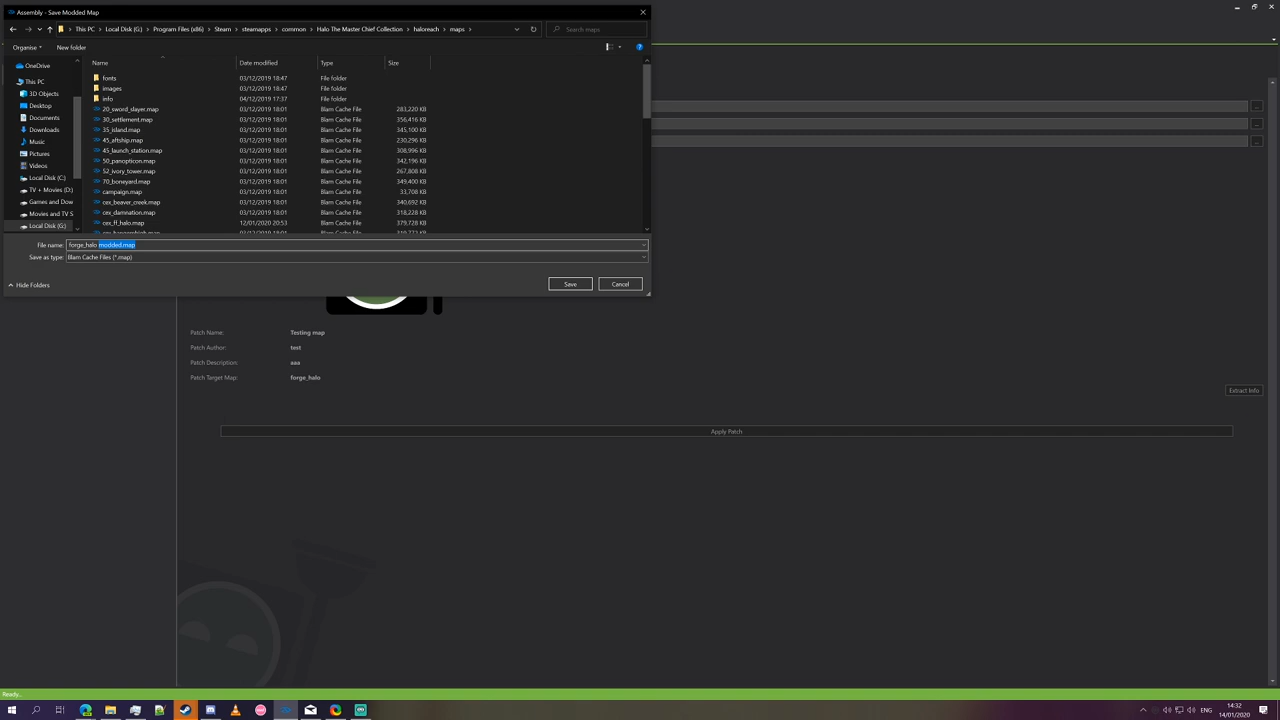 Assembly - Save Modded Map
This PC > Local Disk (G:) > Program Files (x86) > Steam > steamapps > common > Halo The Master Chief Collection > haloreach > maps >
Search maps
Organise
New folder
OneDrive
This PC
3D Objects
Desktop
Documents
Downloads
Music
Pictures
Videos
Local Disk (C:)
TV + Movies (D:)
Games and Dow
Movies and TV S
Local Disk (G:)
Name Date modified Type Size
fonts 03/12/2019 18:47 File folder
images 03/12/2019 18:47 File folder
info 04/12/2019 17:37 File folder
20_sword_slayer.map 03/12/2019 18:01 Blam Cache File 283,220 KB
30_settlement.map 03/12/2019 18:01 Blam Cache File 356,416 KB
35_island.map 03/12/2019 18:01 Blam Cache File 345,100 KB
45_aftship.map 03/12/2019 18:01 Blam Cache File 230,296 KB
45_launch_station.map 03/12/2019 18:01 Blam Cache File 308,996 KB
50_panopticon.map 03/12/2019 18:01 Blam Cache File 342,196 KB
52_ivory_tower.map 03/12/2019 18:01 Blam Cache File 267,808 KB
70_boneyard.map 03/12/2019 18:01 Blam Cache File 349,400 KB
campaign.map 03/12/2019 18:01 Blam Cache File 33,708 KB
cex_beaver_creek.map 03/12/2019 18:01 Blam Cache File 340,692 KB
cex_damnation.map 03/12/2019 18:01 Blam Cache File 318,228 KB
cex_ff_halo.map 12/01/2020 20:53 Blam Cache File 379,728 KB
File name: forge_halo modded.map
Save as type: Blam Cache Files (*.map)
Hide Folders
Save
Cancel
Patch Name: Testing map
Patch Author: test
Patch Description: aaa
Patch Target Map: forge_halo
Extract Info
Apply Patch
Ready...
ENG
14:32
14/01/2020